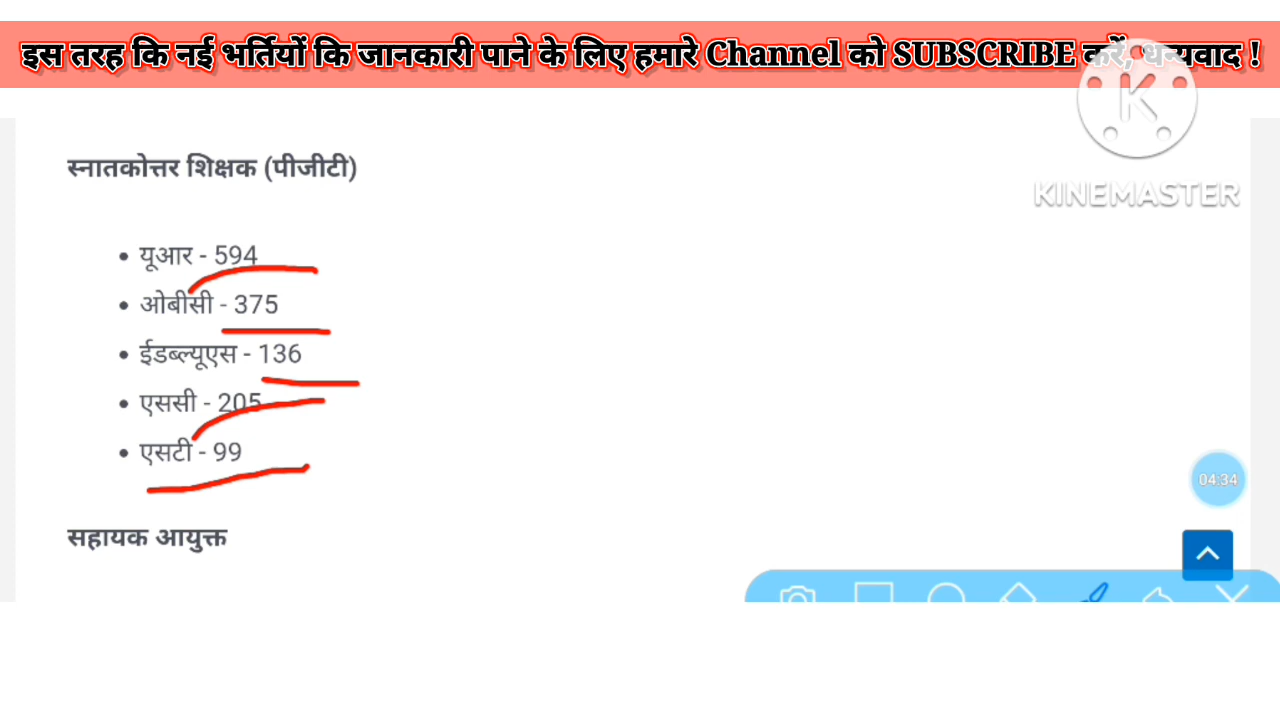 इस तरह कि नई भर्तियों कि जानकारी पाने के लिए हमारे Channel को SUBSCRIBE करें, धन्यवाद !
KINEMASTER
स्नातकोत्तर शिक्षक (पीजीटी)
• यूआर - 594
• ओबीसी - 375
• ईडब्ल्यूएस - 136
• एससी - 205
• एसटी - 99
04:34
सहायक आयुक्त